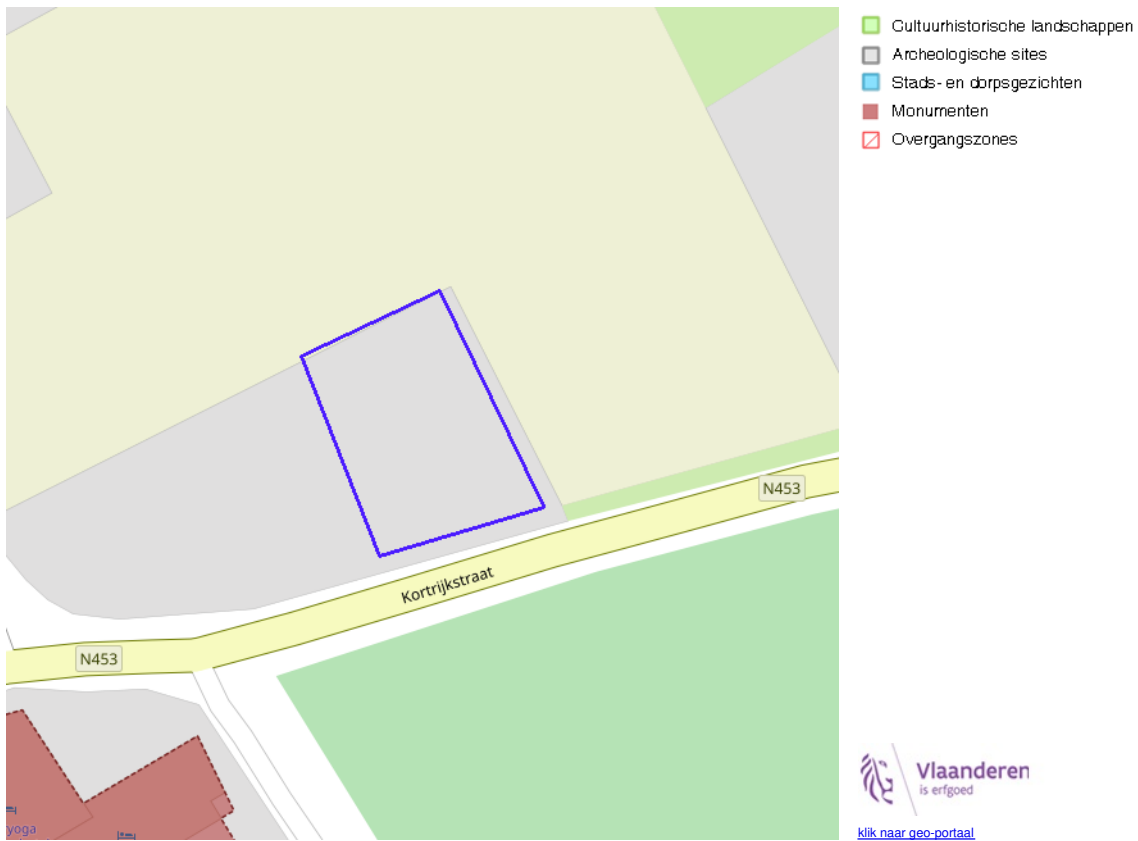 Cultuurhistorische landschappen
Archeologische sites
Stads- en dorpsgezichten
Monumenten
Overgangszones
N453
Kortrijkstraat
N453
yoga
Vlaanderen
is erfgoed
klik naar geo-portaal